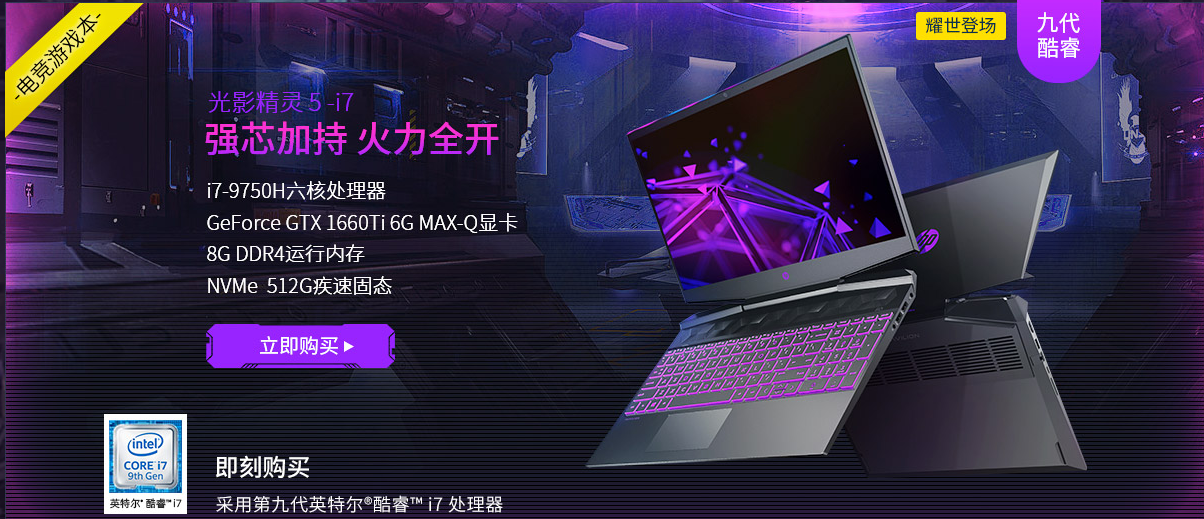 -电竞游戏本-
耀世登场
九代
酷睿
光影精灵 5 -i7
强芯加持 火力全开
i7-9750H六核处理器
GeForce GTX 1660Ti 6G MAX-Q显卡
8G DDR4运行内存
NVMe 512G疾速固态
立即购买 ▸
hp
intel
CORE i7
9th Gen
英特尔® 酷睿™ i7
即刻购买
采用第九代英特尔®酷睿™ i7 处理器